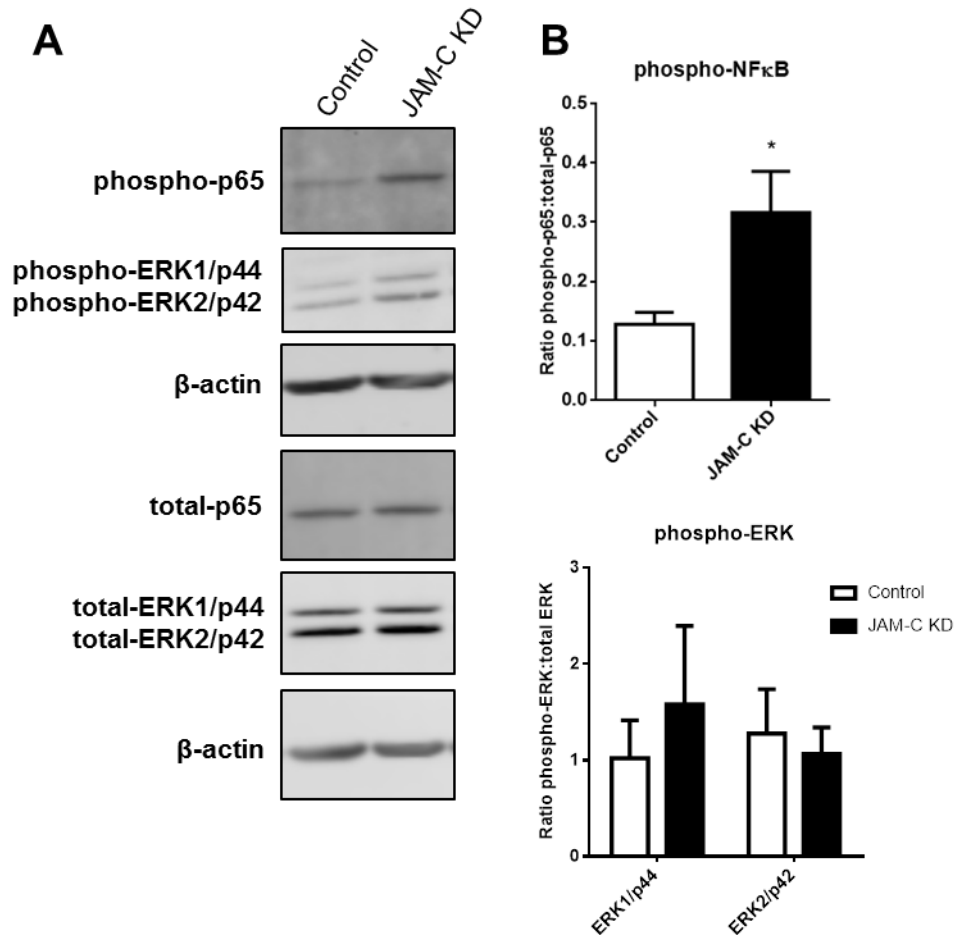 A
Control
JAM-C KD
phospho-p65
phospho-ERK1/p44
phospho-ERK2/p42
β-actin
total-p65
total-ERK1/p44
total-ERK2/p42
β-actin
B
phospho-NFκB
Ratio phospho-p65:total-p65
0.5
0.4
0.3
0.2
0.1
0.0
*
Control
JAM-C KD
phospho-ERK
Ratio phospho-ERK:total ERK
3
2
1
0
Control
JAM-C KD
ERK1/p44
ERK2/p42